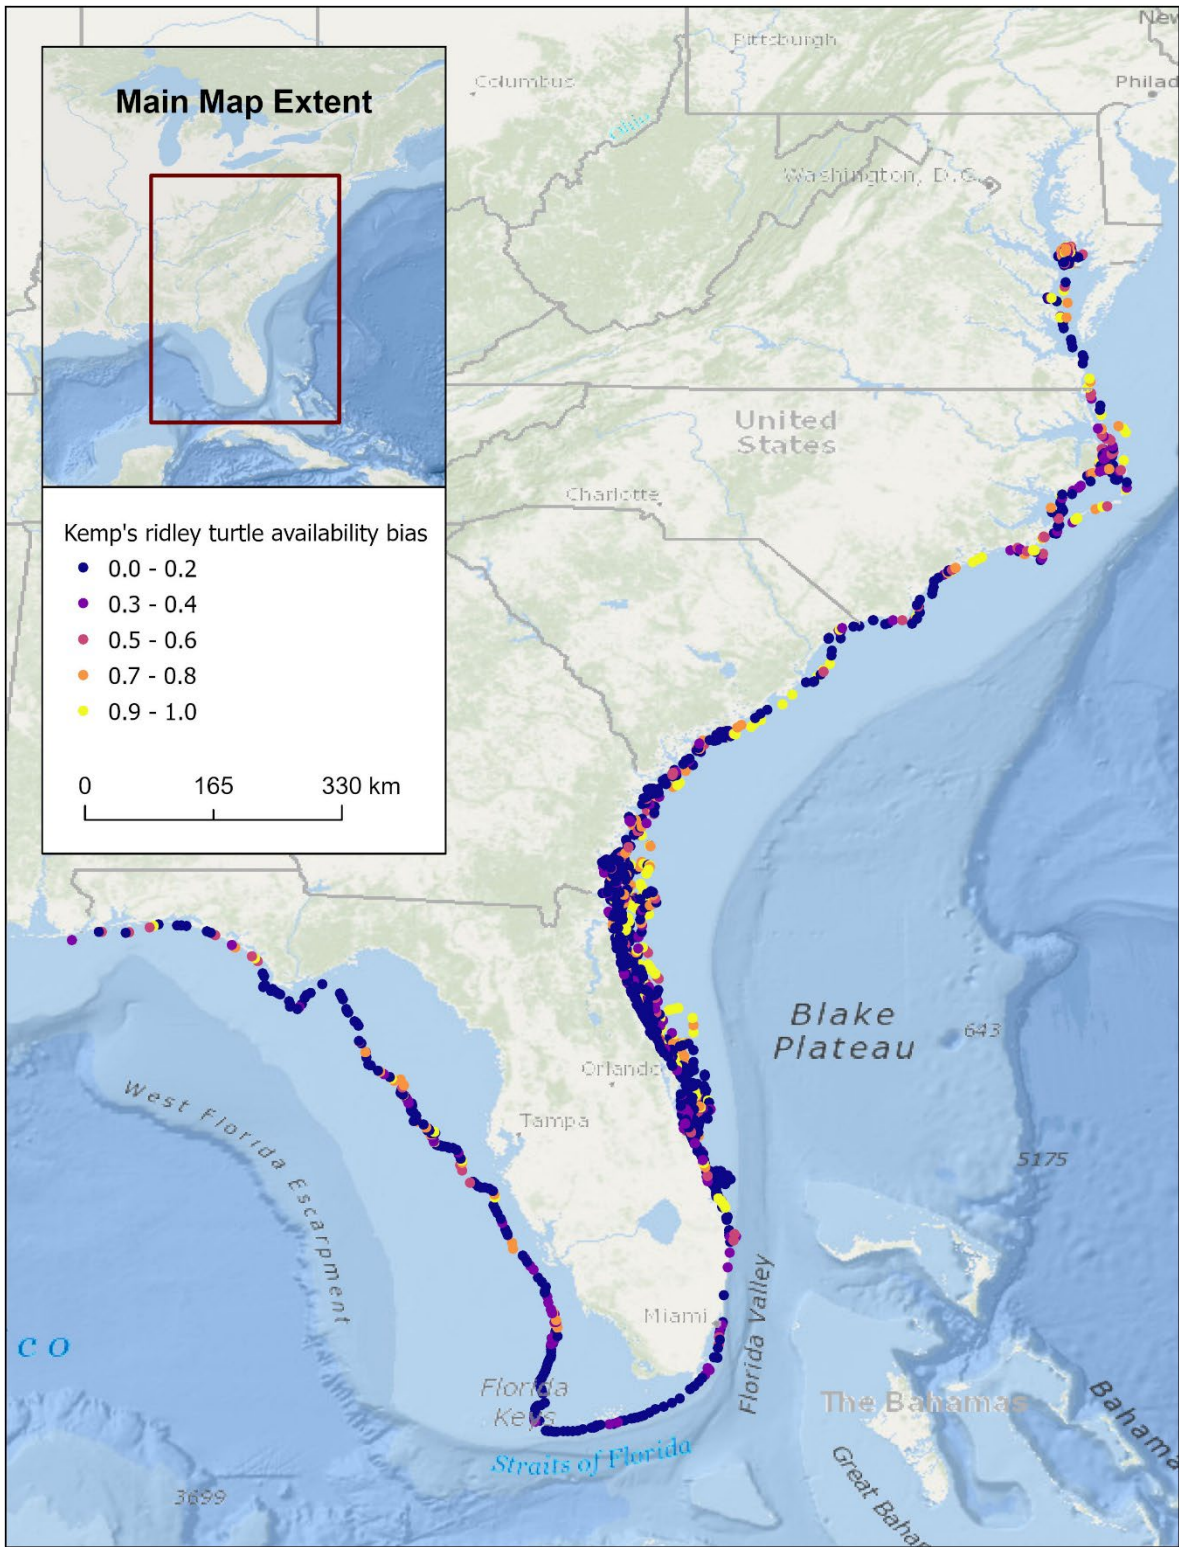 Main Map Extent
Kemp's ridley turtle availability bias
0.0 - 0.2
0.3 - 0.4
0.5 - 0.6
0.7 - 0.8
0.9 - 1.0
0
165
330 km
New
Pittsburgh
Columbus
Philad
Ohio
Washington, D.C.
United
States
Charlotte
Blake
Plateau
643
Orlando
West Florida Escarpment
Tampa
5175
Florida Valley
Miami
c o
Florida
Keys
The Bahamas
Bahama
Straits of Florida
Great Baham
3699